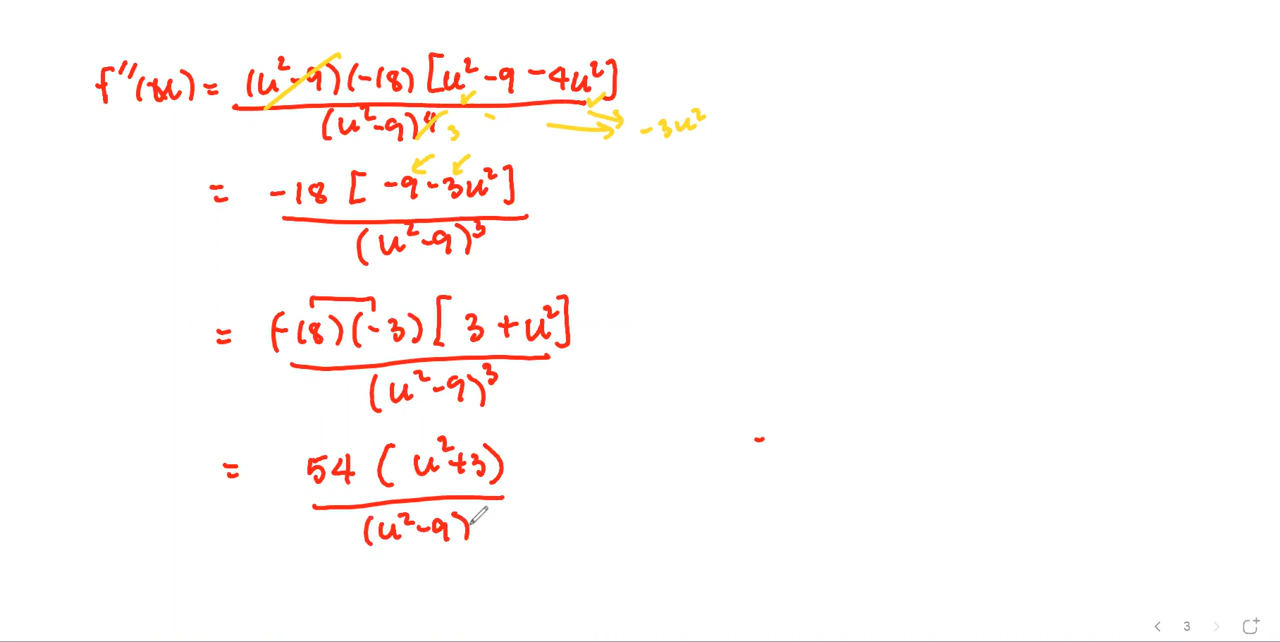 f''(x) = (u² - 9)(-18) [u² - 9 - 4u²]
(u² - 9)⁴ 3 - 3u²
= -18 [ -9 - 3u² ]
(u² - 9)³
= (-18)(-3) [ 3 + u² ]
(u² - 9)³
= 54 ( u² + 3)
(u² - 9)
3